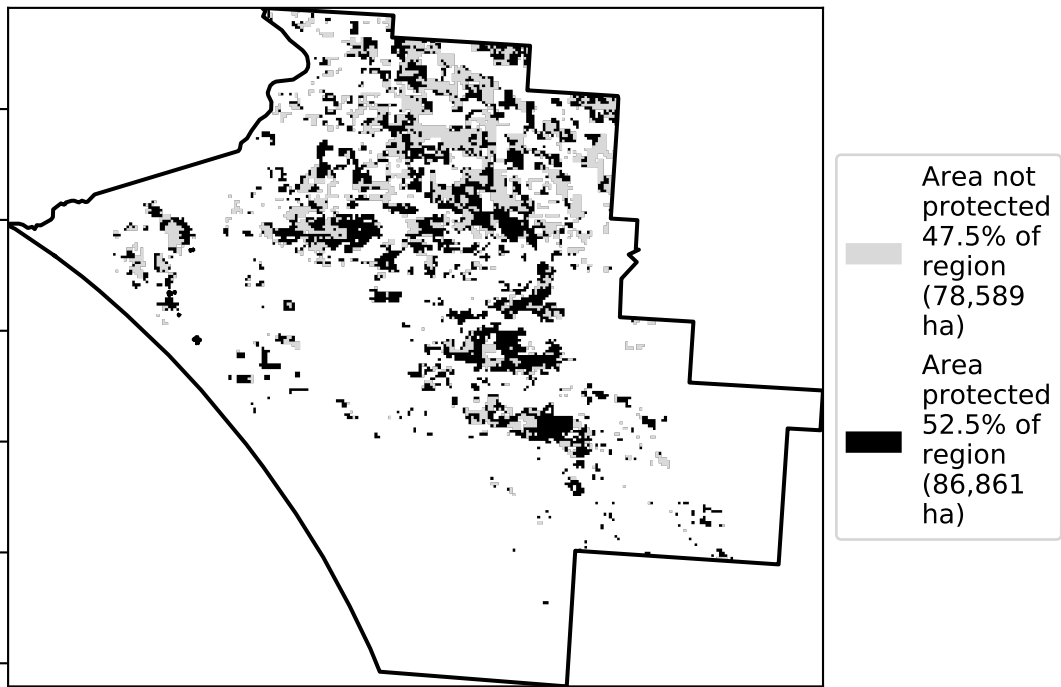 Area not
protected
47.5% of
region
(78,589
ha)
Area
protected
52.5% of
region
(86,861
ha)